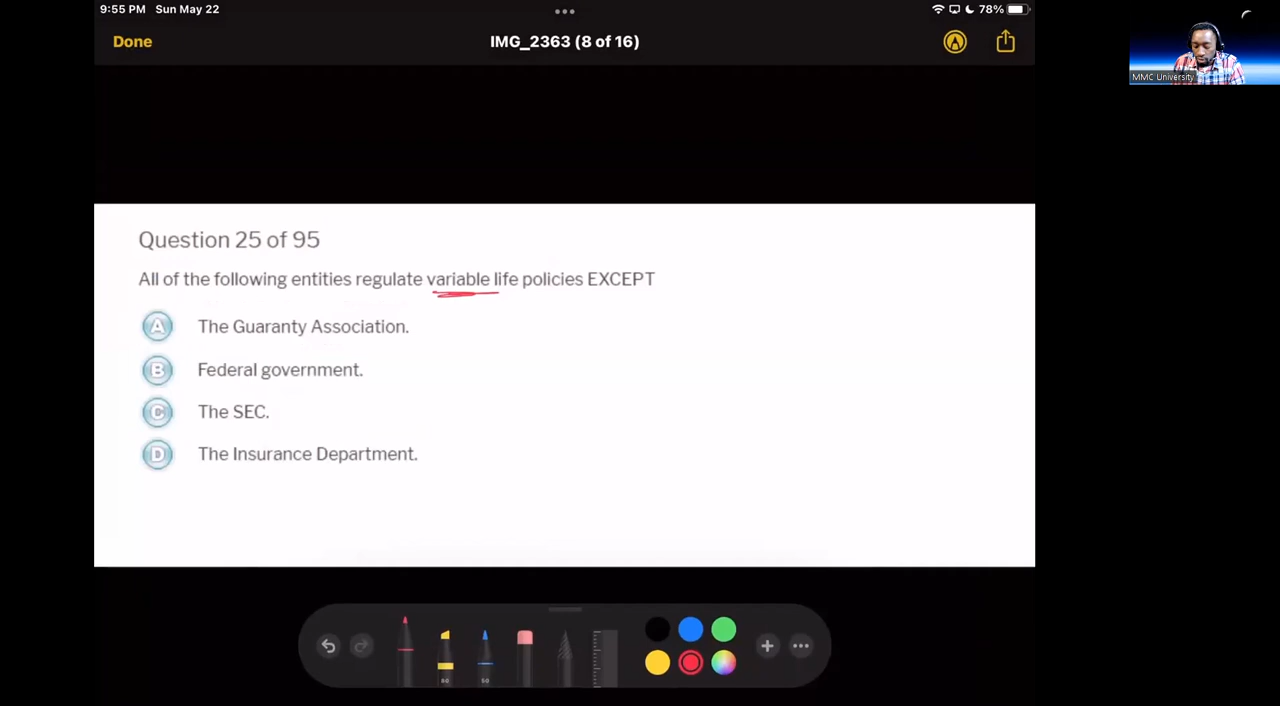 9:55 PM Sun May 22
78%
Done
IMG_2363 (8 of 16)
MMC University
Question 25 of 95
All of the following entities regulate variable life policies EXCEPT
A The Guaranty Association.
B Federal government.
C The SEC.
D The Insurance Department.